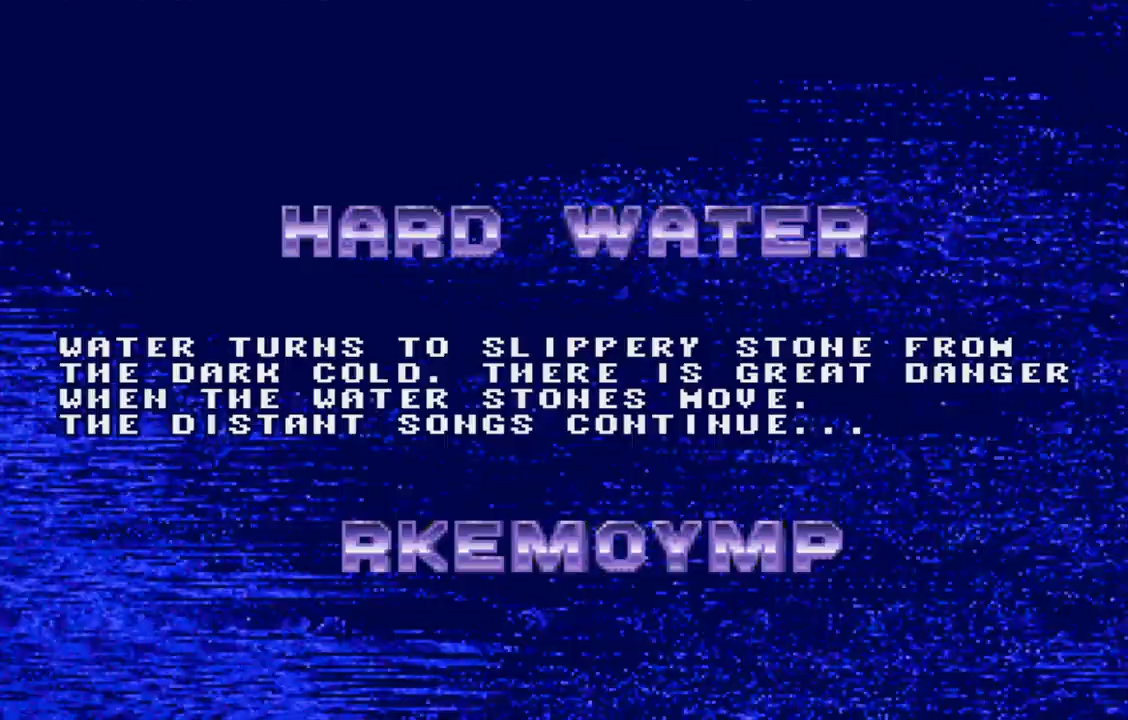 HARD WATER
WATER TURNS TO SLIPPERY STONE FROM
THE DARK COLD. THERE IS GREAT DANGER
WHEN THE WATER STONES MOVE.
THE DISTANT SONGS CONTINUE...
RKEMOYMP